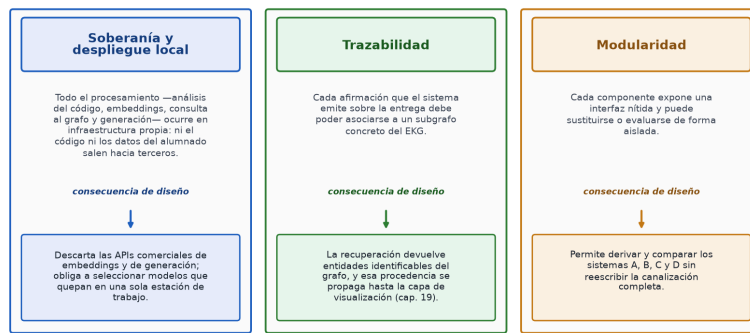 Soberanía y
despliegue local
Todo el procesamiento —análisis
del código, embeddings, consulta
al grafo y generación— ocurre en
infraestructura propia: ni el
código ni los datos del alumnado
salen hacia terceros.
consecuencia de diseño
Descarta las APIs comerciales de
embeddings y de generación;
obliga a seleccionar modelos que
quepan en una sola estación de
trabajo.
Trazabilidad
Cada afirmación que el sistema
emite sobre la entrega debe
poder asociarse a un subgrafo
concreto del EKG.
consecuencia de diseño
La recuperación devuelve
entidades identificables del
grafo, y esa procedencia se
propaga hasta la capa de
visualización (cap. 19).
Modularidad
Cada componente expone una
interfaz nítida y puede
sustituirse o evaluarse de forma
aislada.
consecuencia de diseño
Permite derivar y comparar los
sistemas A, B, C y D sin
reescribir la canalización
completa.